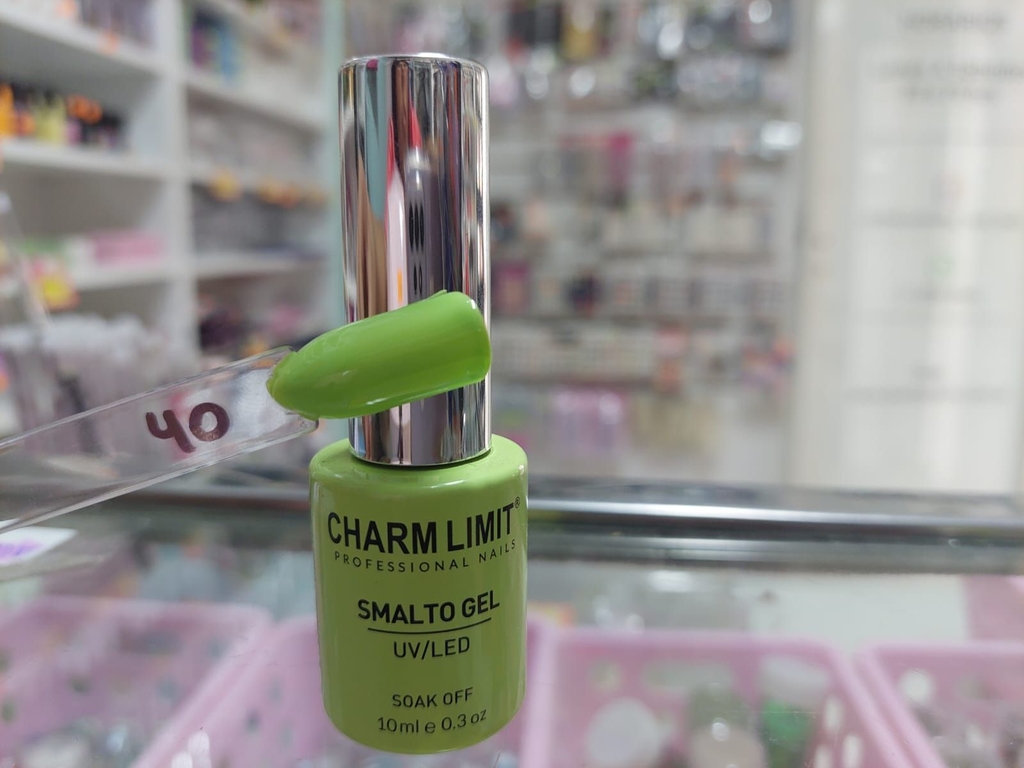 40
CHARM LIMIT®
PROFESSIONAL NAILS
SMALTO GEL
UV/LED
SOAK OFF
10ml e 0.3 oz